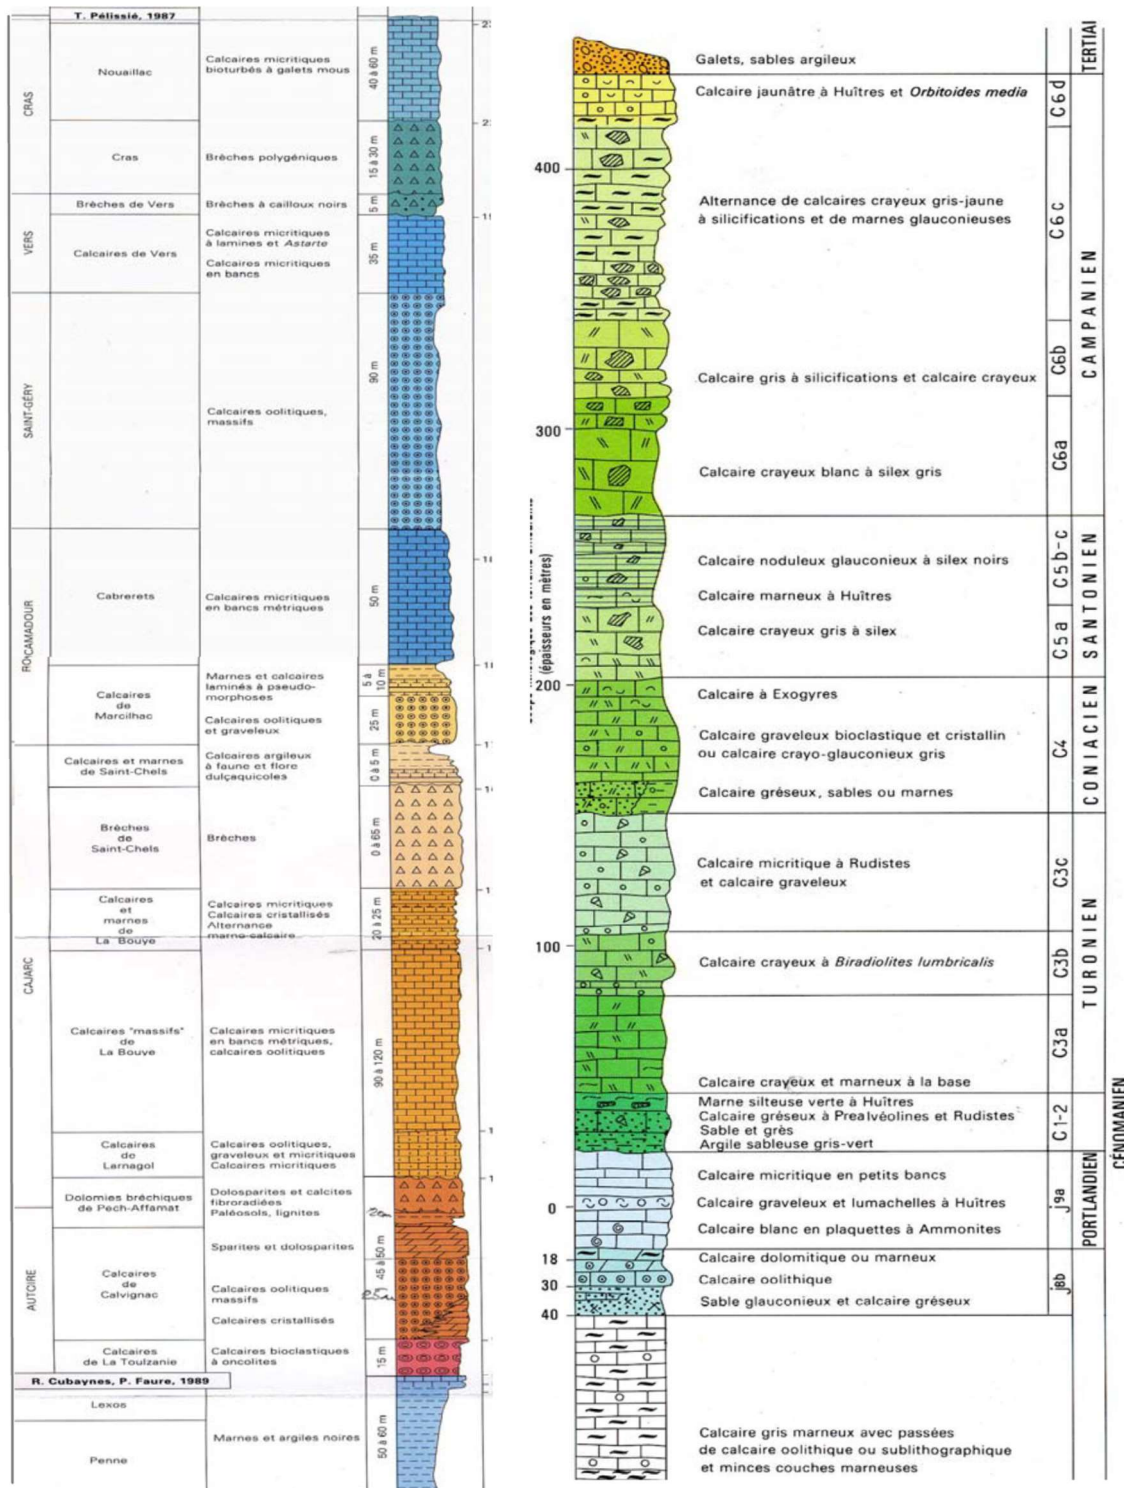 T. Pélissié, 1987
CRAS
Nouaillac
Calcaires micritiques
bioturbés à galets mous
40 à 60 m
Cras
Brèches polygéniques
15 à 30 m
Brèches de Vers
Brèches à cailloux noirs
5 m
VERS
Calcaires de Vers
Calcaires micritiques
à lamines et Astarte
Calcaires micritiques
en bancs
35 m
SAINT-GÉRY
Calcaires oolitiques,
massifs
90 m
ROCAMADOUR
Cabrerets
Calcaires micritiques
en bancs métriques
50 m
Calcaires
de
Marcilhac
Marnes et calcaires
laminés à pseudo-
morphoses
5 à
10 m
Calcaires oolitiques
et graveleux
25 m
CAJARC
Calcaires et marnes
de Saint-Chels
Calcaires argileux
à faune et flore
dulçaquicoles
0 à 5 m
Brèches
de
Saint-Chels
Brèches
0 à 65 m
Calcaires
et
marnes
de
La Bouye
Calcaires micritiques
Calcaires cristallisés
Alternance
marno-calcaire
20 à 25 m
Calcaires "massifs"
de
La Bouye
Calcaires micritiques
en bancs métriques,
calcaires oolitiques
90 à 120 m
Calcaires
de
Larnagol
Calcaires oolitiques,
graveleux et micritiques
Calcaires micritiques
Dolomies bréchiques
de Pech-Affamat
Dolosparites et calcites
fibroradiées
Paléosols, lignites
AUTOIRE
Calcaires
de
Calvignac
Sparites et dolosparites
Calcaires oolitiques
massifs
Calcaires cristallisés
45 à 50 m
Calcaires
de La Toulzanie
Calcaires bioclastiques
à oncolites
15 m
R. Cubaynes, P. Faure, 1989
Lexos
Penne
Marnes et argiles noires
50 à 60 m
(épaisseurs en mètres)
400
300
200
100
0
18
30
40
Galets, sables argileux
TERTIAI
Calcaire jaunâtre à Huîtres et Orbitoides media
C6d
Alternance de calcaires crayeux gris-jaune
à silicifications et de marnes glauconieuses
C6c
CAMPANIEN
Calcaire gris à silicifications et calcaire crayeux
C6b
Calcaire crayeux blanc à silex gris
C6a
Calcaire noduleux glauconieux à silex noirs
C5b-c
SANTONIEN
Calcaire marneux à Huîtres
Calcaire crayeux gris à silex
C5a
Calcaire à Exogyres
Calcaire graveleux bioclastique et cristallin
ou calcaire crayo-glauconieux gris
C4
CONIACIEN
Calcaire gréseux, sables ou marnes
Calcaire micritique à Rudistes
et calcaire graveleux
C3c
TURONIEN
Calcaire crayeux à Biradiolites lumbricalis
C3b
C3a
Calcaire crayeux et marneux à la base
Marne silteuse verte à Huîtres
Calcaire gréseux à Prealvéolines et Rudistes
Sable et grès
Argile sableuse gris-vert
C1-2
CÉNOMANIEN
Calcaire micritique en petits bancs
Calcaire graveleux et lumachelles à Huîtres
Calcaire blanc en plaquettes à Ammonites
j9a
PORTLANDIEN
Calcaire dolomitique ou marneux
Calcaire oolithique
Sable glauconieux et calcaire gréseux
j8b
Calcaire gris marneux avec passées
de calcaire oolithique ou sublithographique
et minces couches marneuses